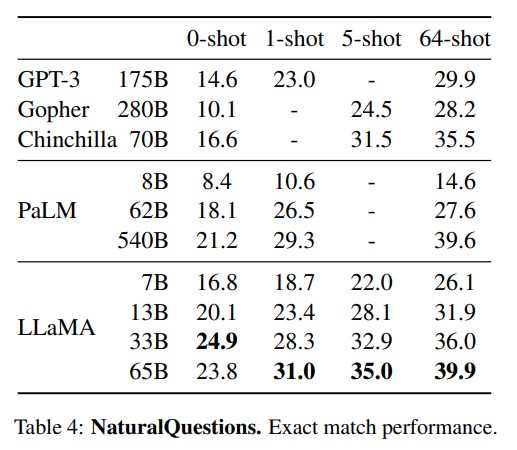 0-shot 1-shot 5-shot 64-shot
GPT-3 175B 14.6 23.0 - 29.9
Gopher 280B 10.1 - 24.5 28.2
Chinchilla 70B 16.6 - 31.5 35.5
8B 8.4 10.6 - 14.6
PaLM 62B 18.1 26.5 - 27.6
540B 21.2 29.3 - 39.6
7B 16.8 18.7 22.0 26.1
LLaMA 13B 20.1 23.4 28.1 31.9
33B 24.9 28.3 32.9 36.0
65B 23.8 31.0 35.0 39.9
Table 4: NaturalQuestions. Exact match performance.